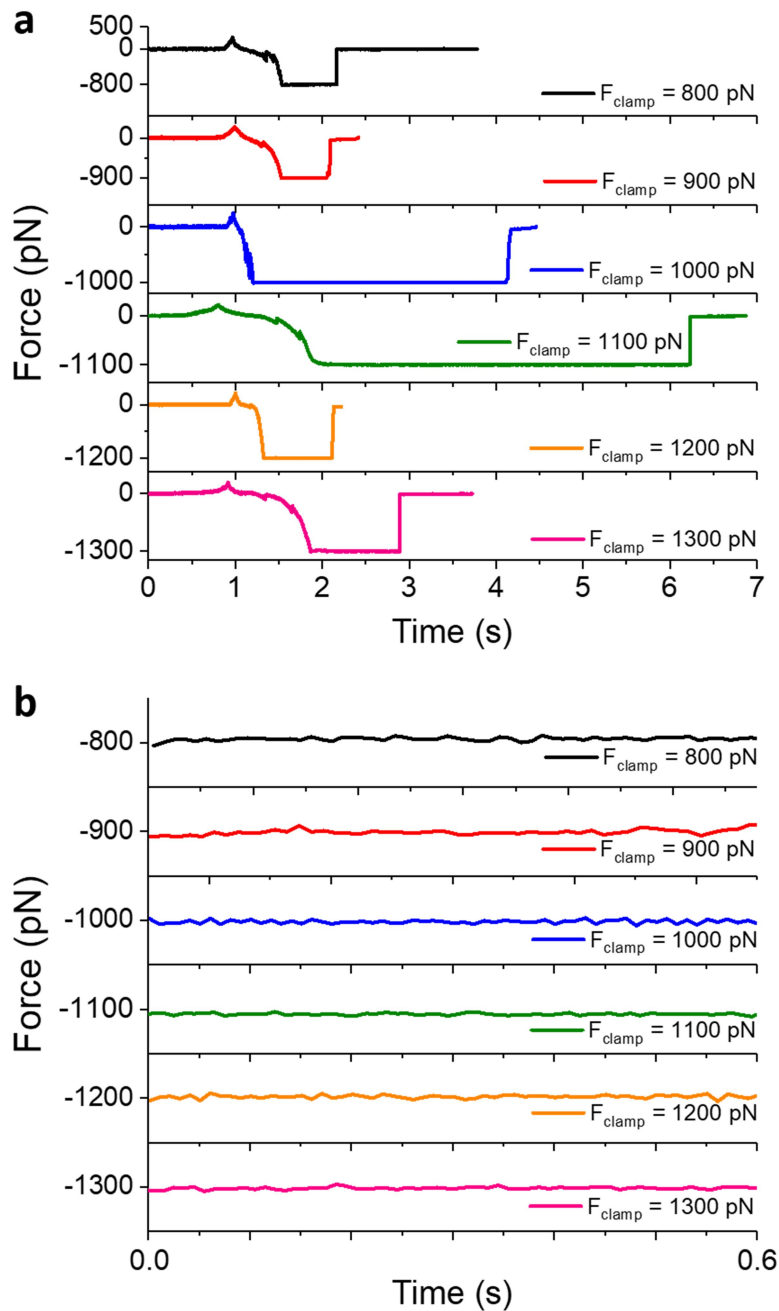 a
500
0
-800
F_clamp = 800 pN
0
-900
F_clamp = 900 pN
0
-1000
F_clamp = 1000 pN
0
-1100
F_clamp = 1100 pN
0
-1200
F_clamp = 1200 pN
0
-1300
F_clamp = 1300 pN
Force (pN)
0 1 2 3 4 5 6 7
Time (s)
b
-800
F_clamp = 800 pN
-900
F_clamp = 900 pN
-1000
F_clamp = 1000 pN
-1100
F_clamp = 1100 pN
-1200
F_clamp = 1200 pN
-1300
F_clamp = 1300 pN
Force (pN)
0.0 0.6
Time (s)